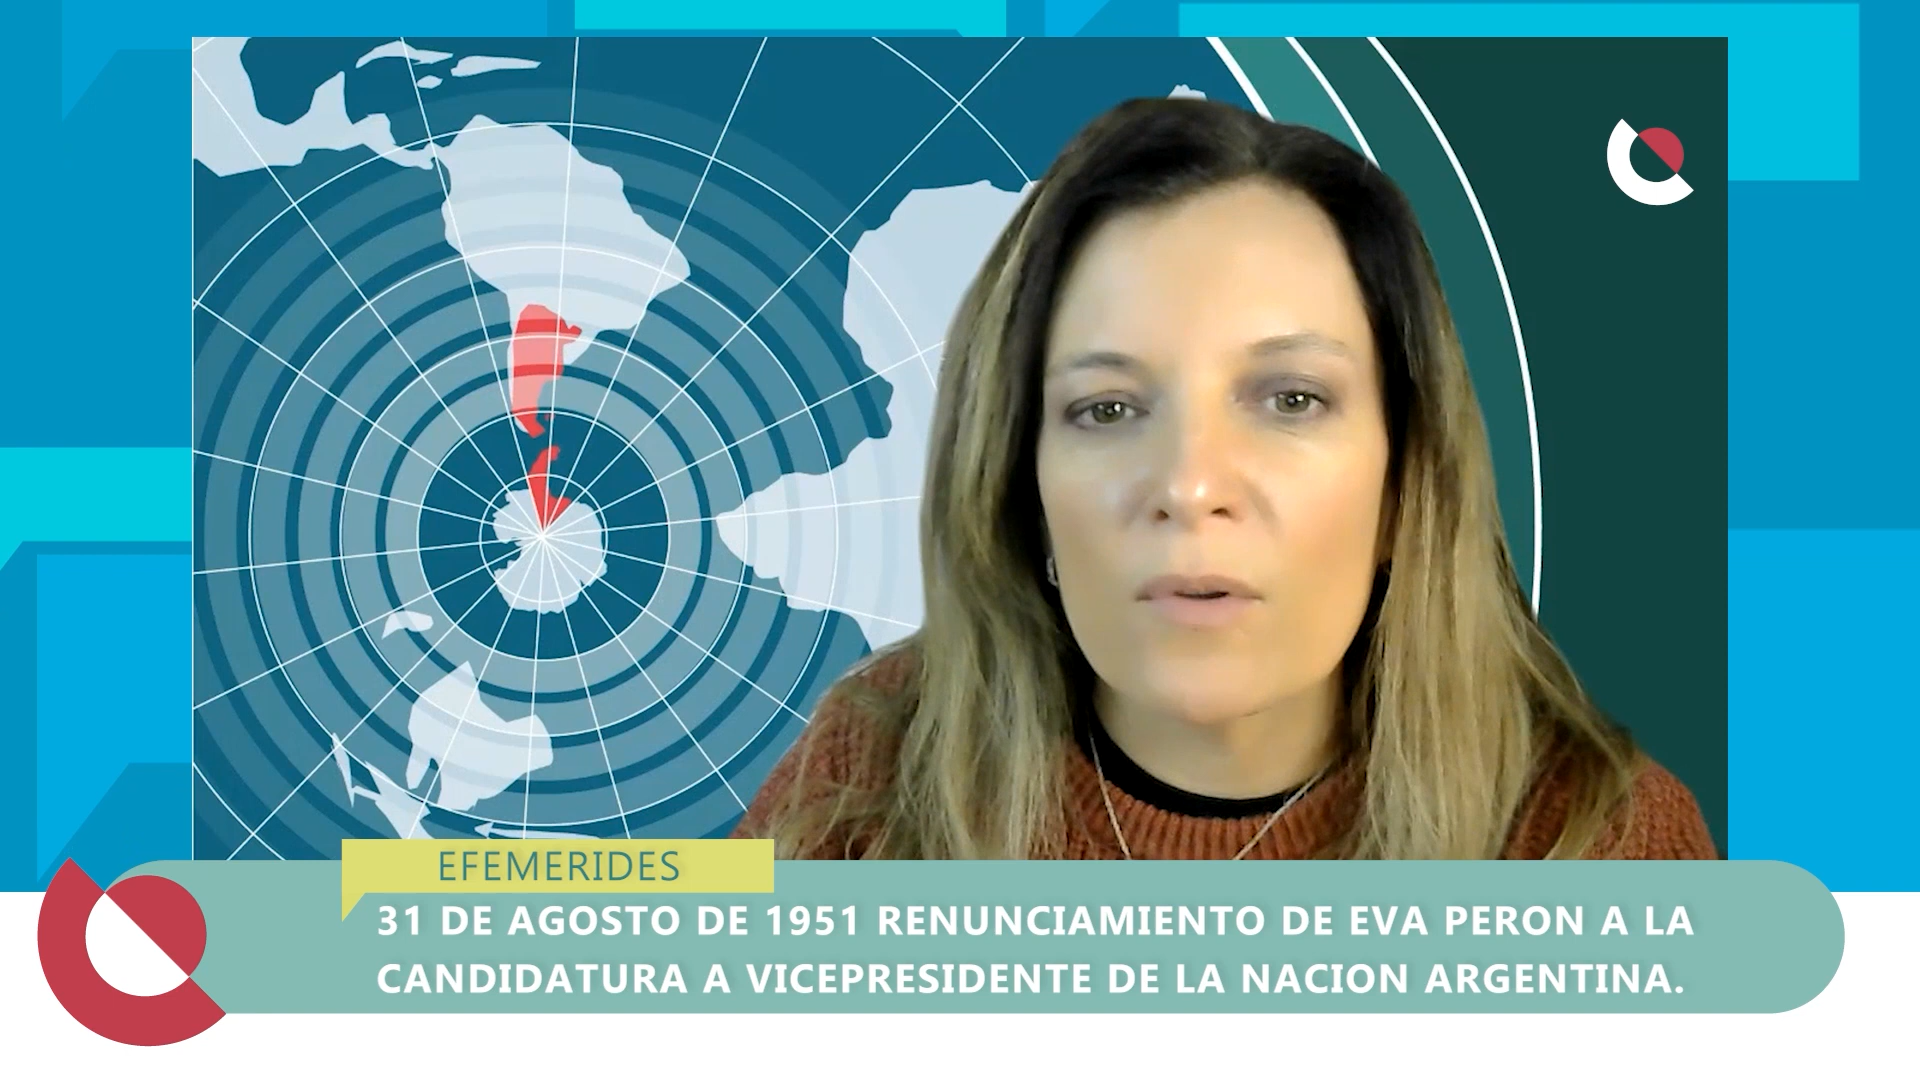 EFEMERIDES
31 DE AGOSTO DE 1951 RENUNCIAMIENTO DE EVA PERON A LA
CANDIDATURA A VICEPRESIDENTE DE LA NACION ARGENTINA.